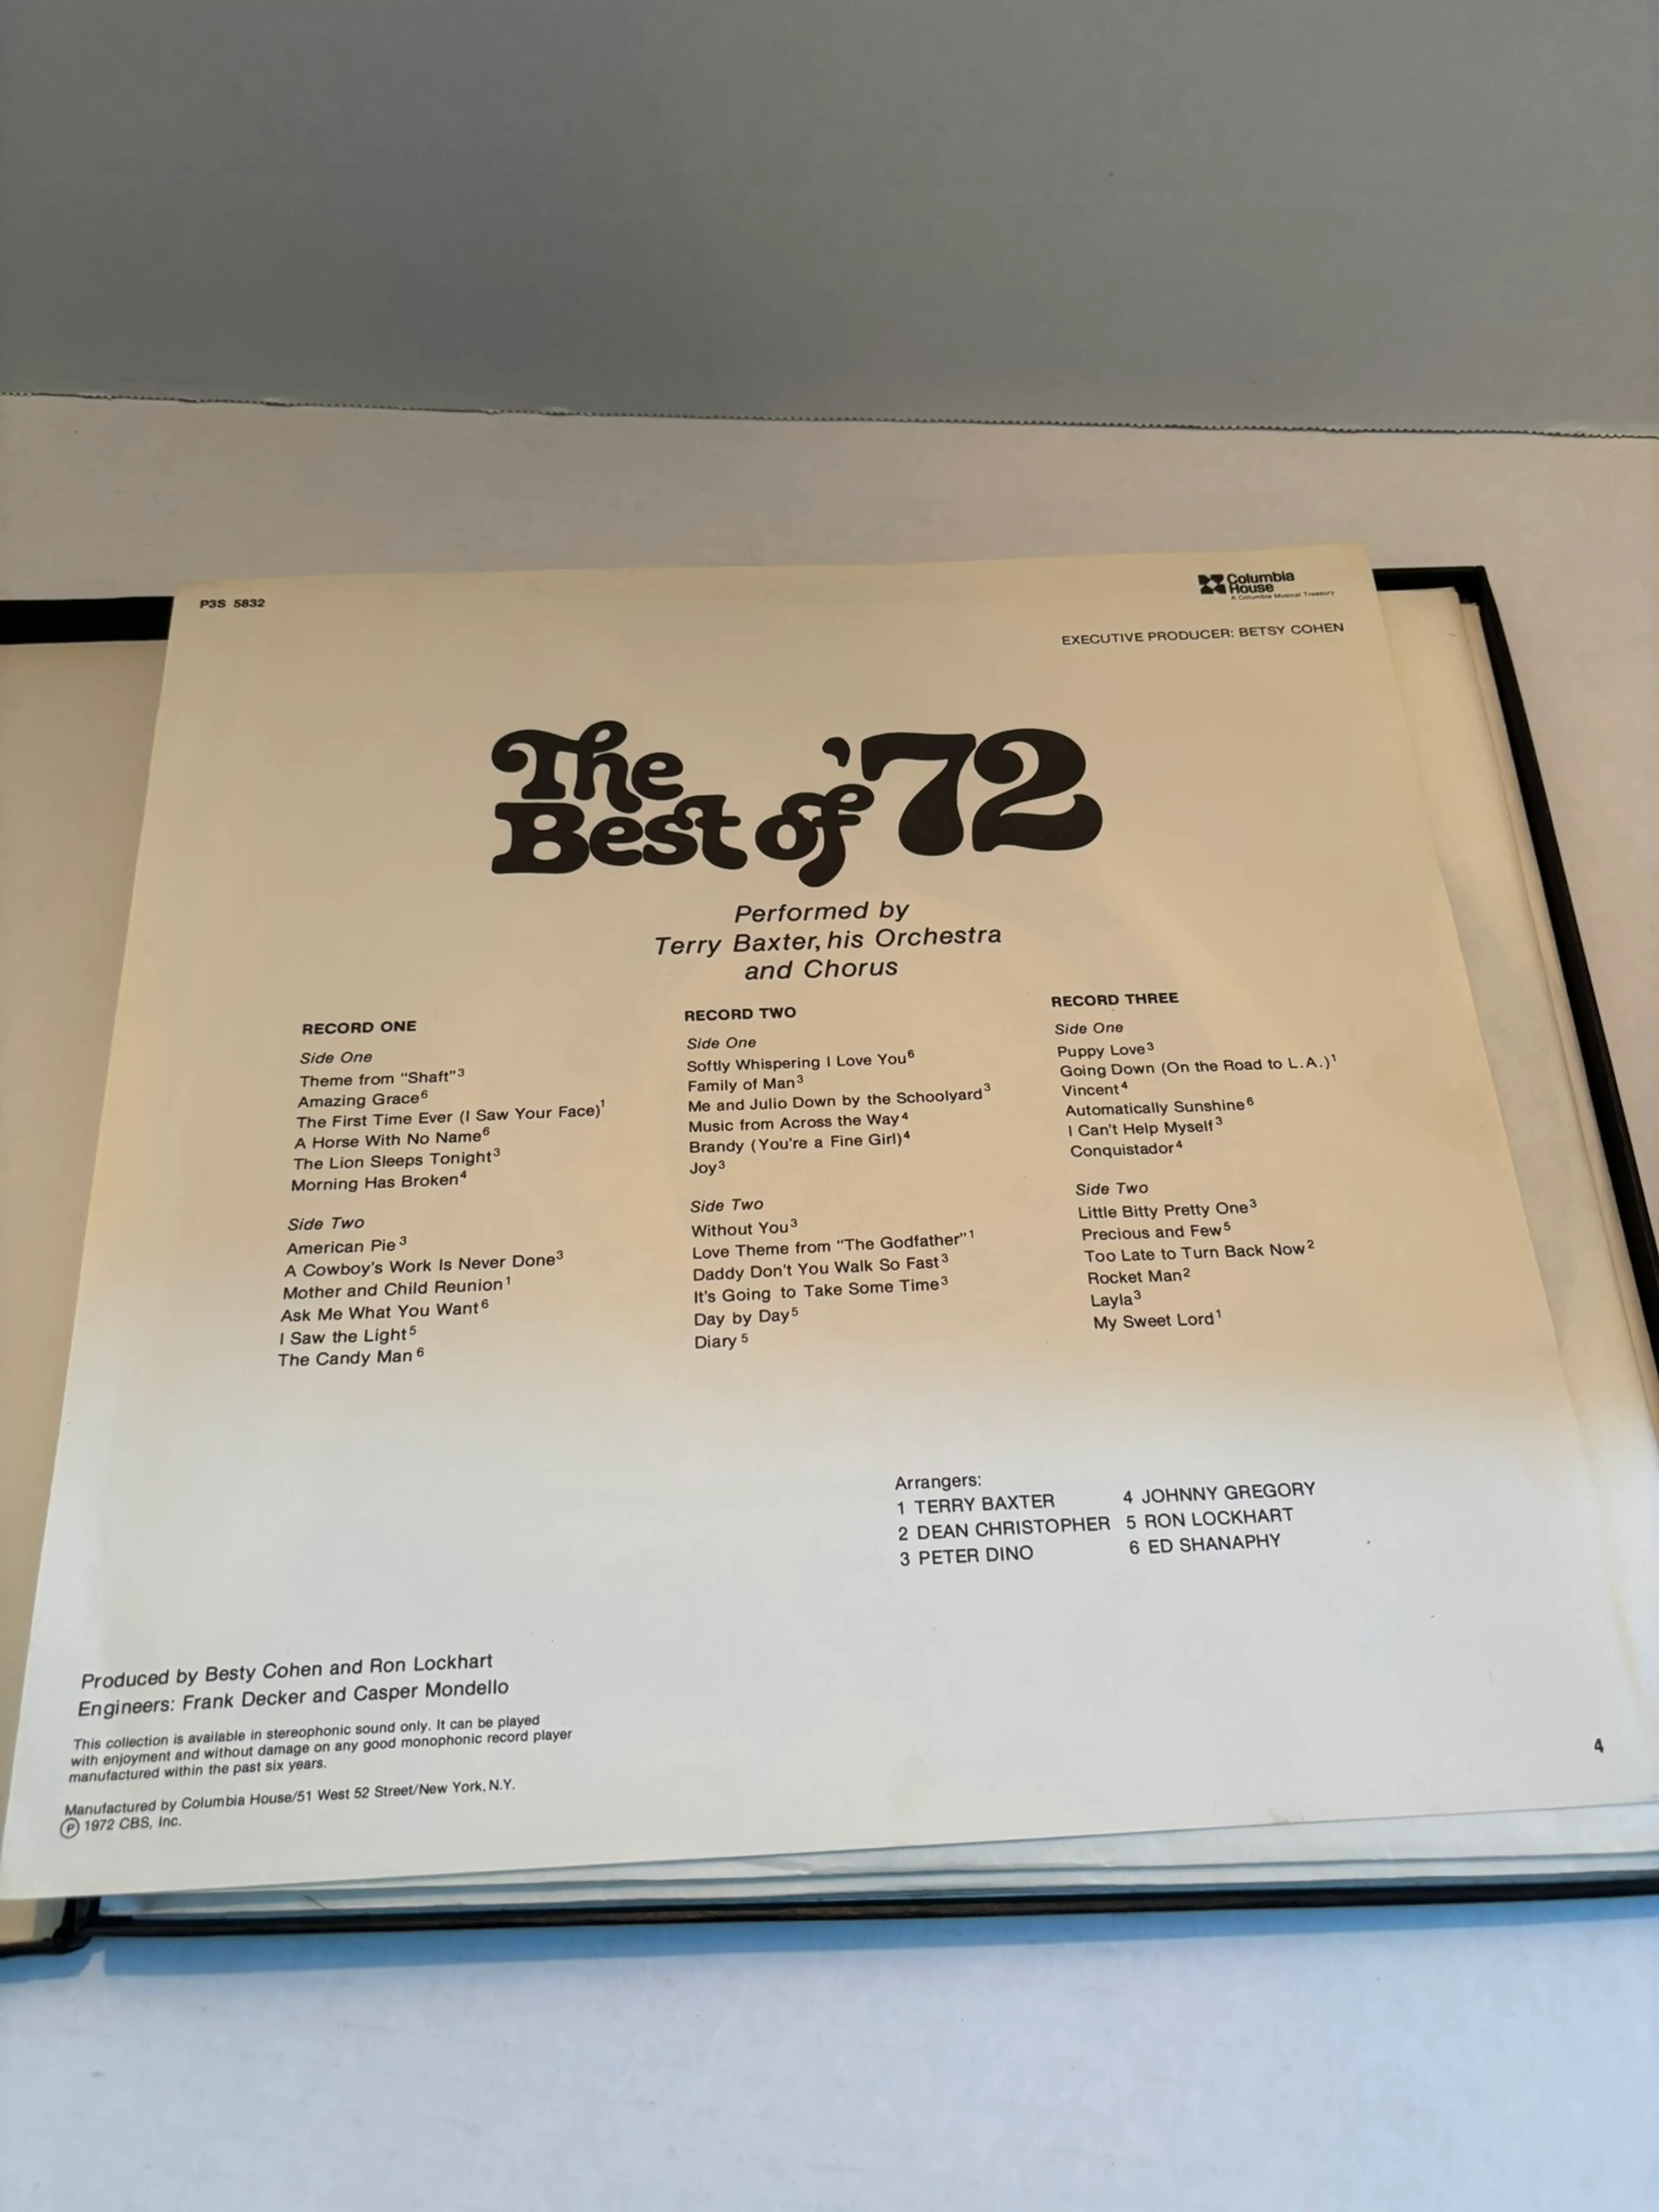 P3S 5832
Columbia
House
A Columbia Musical Treasury
EXECUTIVE PRODUCER: BETSY COHEN
The
Best of '72
Performed by
Terry Baxter, his Orchestra
and Chorus
RECORD ONE
Side One
Theme from "Shaft"³
Amazing Grace⁶
The First Time Ever (I Saw Your Face)¹
A Horse With No Name⁶
The Lion Sleeps Tonight³
Morning Has Broken⁴
Side Two
American Pie³
A Cowboy's Work Is Never Done³
Mother and Child Reunion¹
Ask Me What You Want⁶
I Saw the Light⁵
The Candy Man⁶
RECORD TWO
Side One
Softly Whispering I Love You⁶
Family of Man³
Me and Julio Down by the Schoolyard³
Music from Across the Way⁴
Brandy (You're a Fine Girl)⁴
Joy³
Side Two
Without You³
Love Theme from "The Godfather"¹
Daddy Don't You Walk So Fast³
It's Going to Take Some Time³
Day by Day⁵
Diary⁵
RECORD THREE
Side One
Puppy Love³
Going Down (On the Road to L.A.)¹
Vincent⁴
Automatically Sunshine⁶
I Can't Help Myself³
Conquistador⁴
Side Two
Little Bitty Pretty One³
Precious and Few⁵
Too Late to Turn Back Now²
Rocket Man²
Layla³
My Sweet Lord¹
Arrangers:
1 TERRY BAXTER
2 DEAN CHRISTOPHER
3 PETER DINO
4 JOHNNY GREGORY
5 RON LOCKHART
6 ED SHANAPHY
Produced by Besty Cohen and Ron Lockhart
Engineers: Frank Decker and Casper Mondello
This collection is available in stereophonic sound only. It can be played
with enjoyment and without damage on any good monophonic record player
manufactured within the past six years.
Manufactured by Columbia House/51 West 52 Street/New York, N.Y.
Ⓟ 1972 CBS, Inc.
4